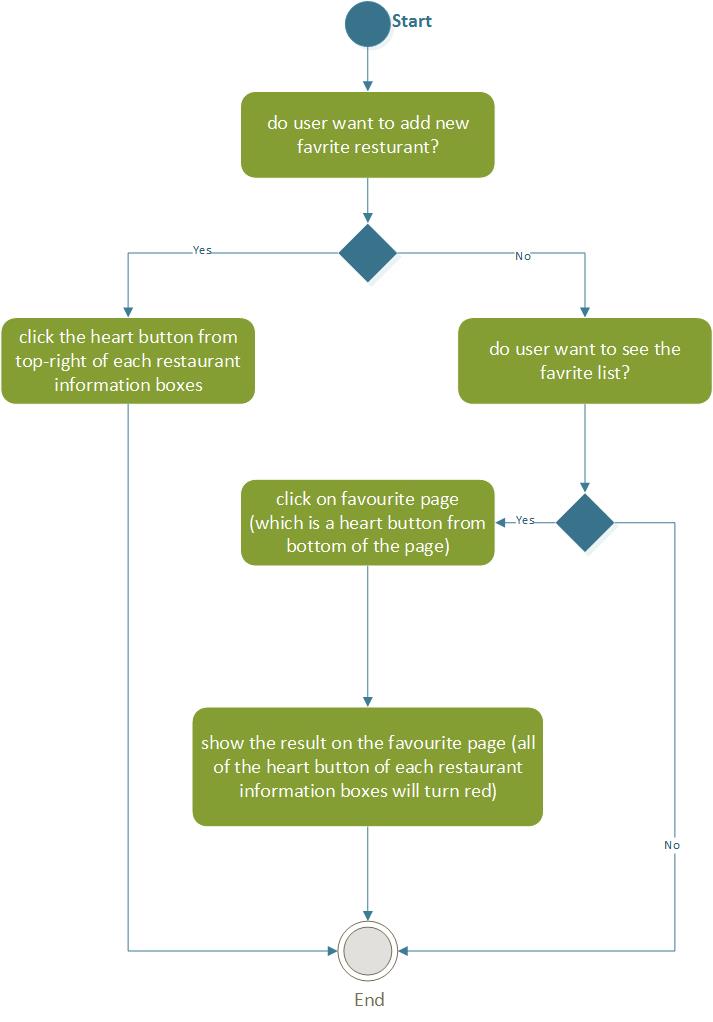 Start
do user want to add new
favrite resturant?
Yes
No
click the heart button from
top-right of each restaurant
information boxes
do user want to see the
favrite list?
click on favourite page
(which is a heart button from
bottom of the page)
Yes
show the result on the favourite page (all
of the heart button of each restaurant
information boxes will turn red)
No
End